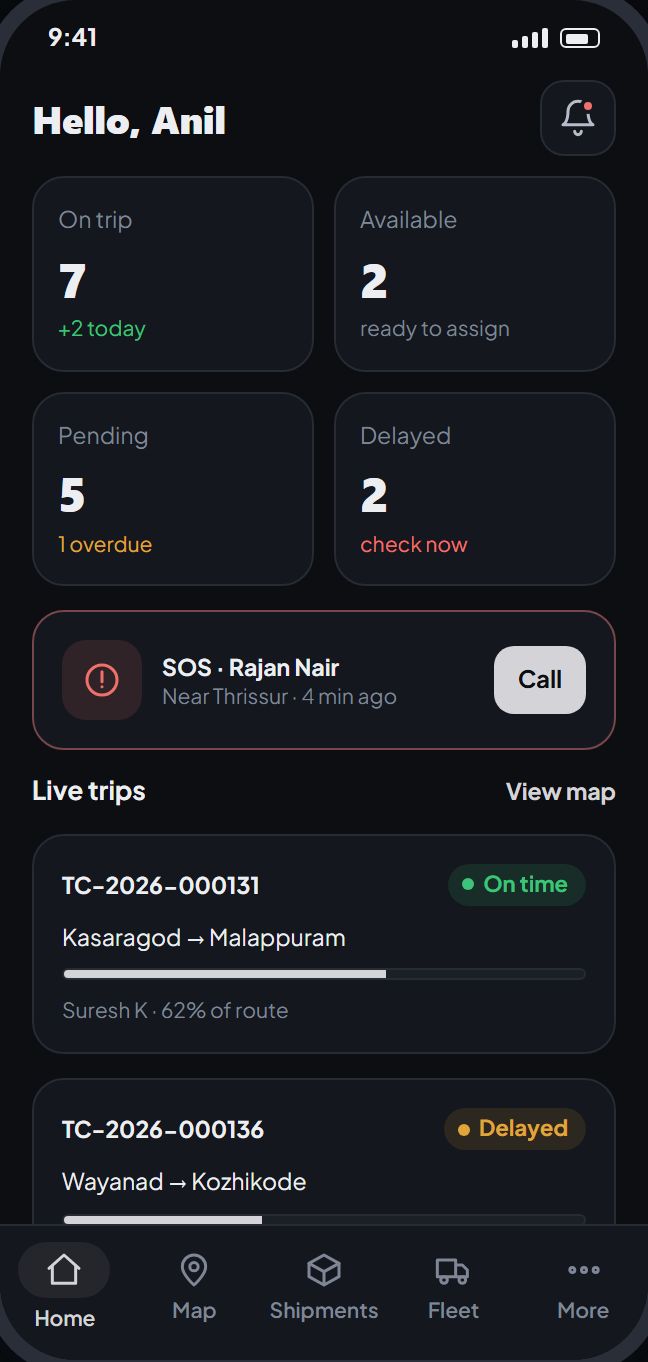 9:41
Hello, Anil
On trip
7
+2 today
Available
2
ready to assign
Pending
5
1 overdue
Delayed
2
check now
SOS · Rajan Nair
Near Thrissur · 4 min ago
Call
Live trips
View map
TC-2026-000131
On time
Kasaragod → Malappuram
Suresh K · 62% of route
TC-2026-000136
Delayed
Wayanad → Kozhikode
Home
Map
Shipments
Fleet
More